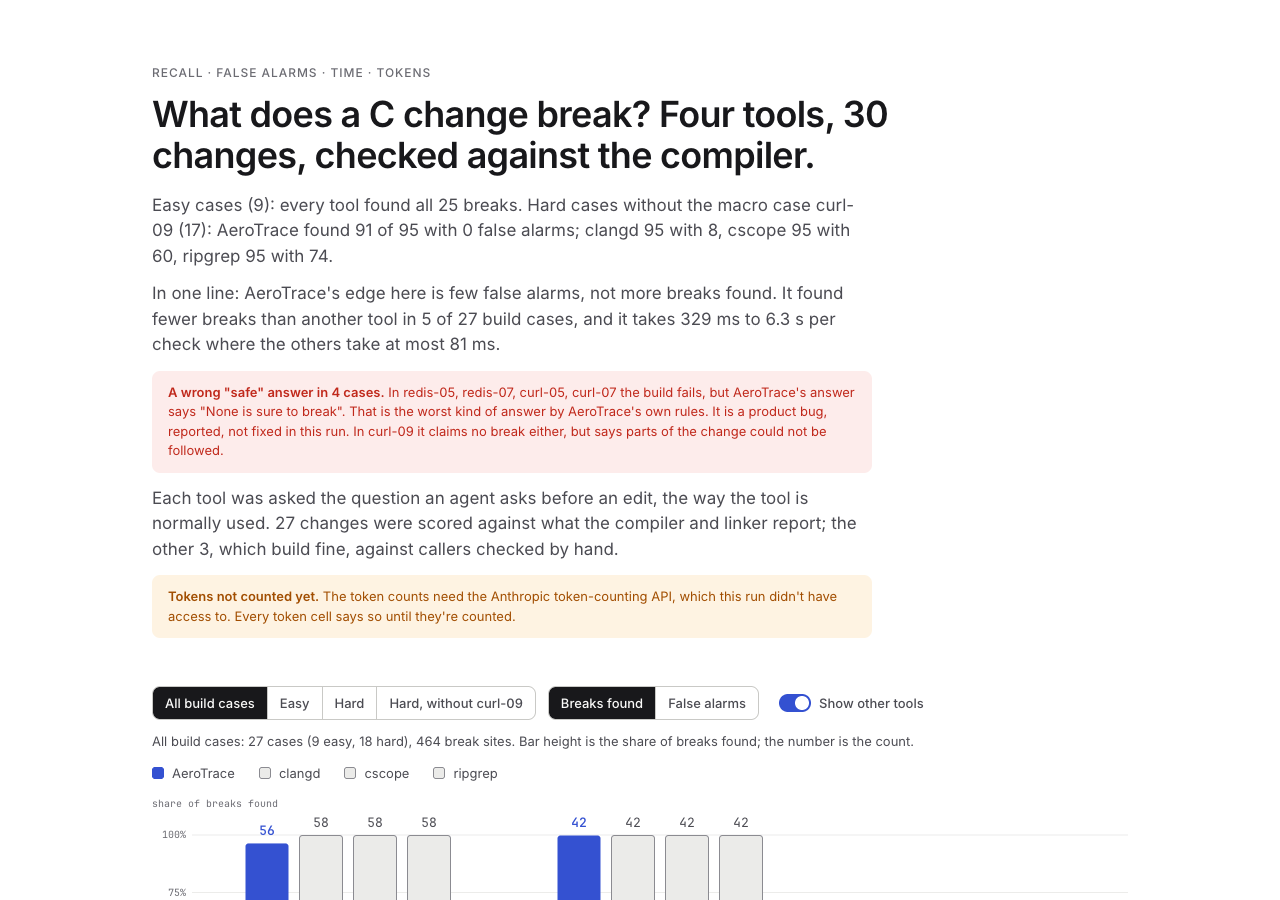 RECALL · FALSE ALARMS · TIME · TOKENS
What does a C change break? Four tools, 30
changes, checked against the compiler.
Easy cases (9): every tool found all 25 breaks. Hard cases without the macro case curl-
09 (17): AeroTrace found 91 of 95 with 0 false alarms; clangd 95 with 8, cscope 95 with
60, ripgrep 95 with 74.
In one line: AeroTrace's edge here is few false alarms, not more breaks found. It found
fewer breaks than another tool in 5 of 27 build cases, and it takes 329 ms to 6.3 s per
check where the others take at most 81 ms.
A wrong "safe" answer in 4 cases. In redis-05, redis-07, curl-05, curl-07 the build fails, but AeroTrace's answer
says "None is sure to break". That is the worst kind of answer by AeroTrace's own rules. It is a product bug,
reported, not fixed in this run. In curl-09 it claims no break either, but says parts of the change could not be
followed.
Each tool was asked the question an agent asks before an edit, the way the tool is
normally used. 27 changes were scored against what the compiler and linker report; the
other 3, which build fine, against callers checked by hand.
Tokens not counted yet. The token counts need the Anthropic token-counting API, which this run didn't have
access to. Every token cell says so until they're counted.
All build cases Easy Hard Hard, without curl-09 Breaks found False alarms Show other tools
All build cases: 27 cases (9 easy, 18 hard), 464 break sites. Bar height is the share of breaks found; the number is the count.
AeroTrace clangd cscope ripgrep
share of breaks found
56 58 58 58 42 42 42 42
100%
75%